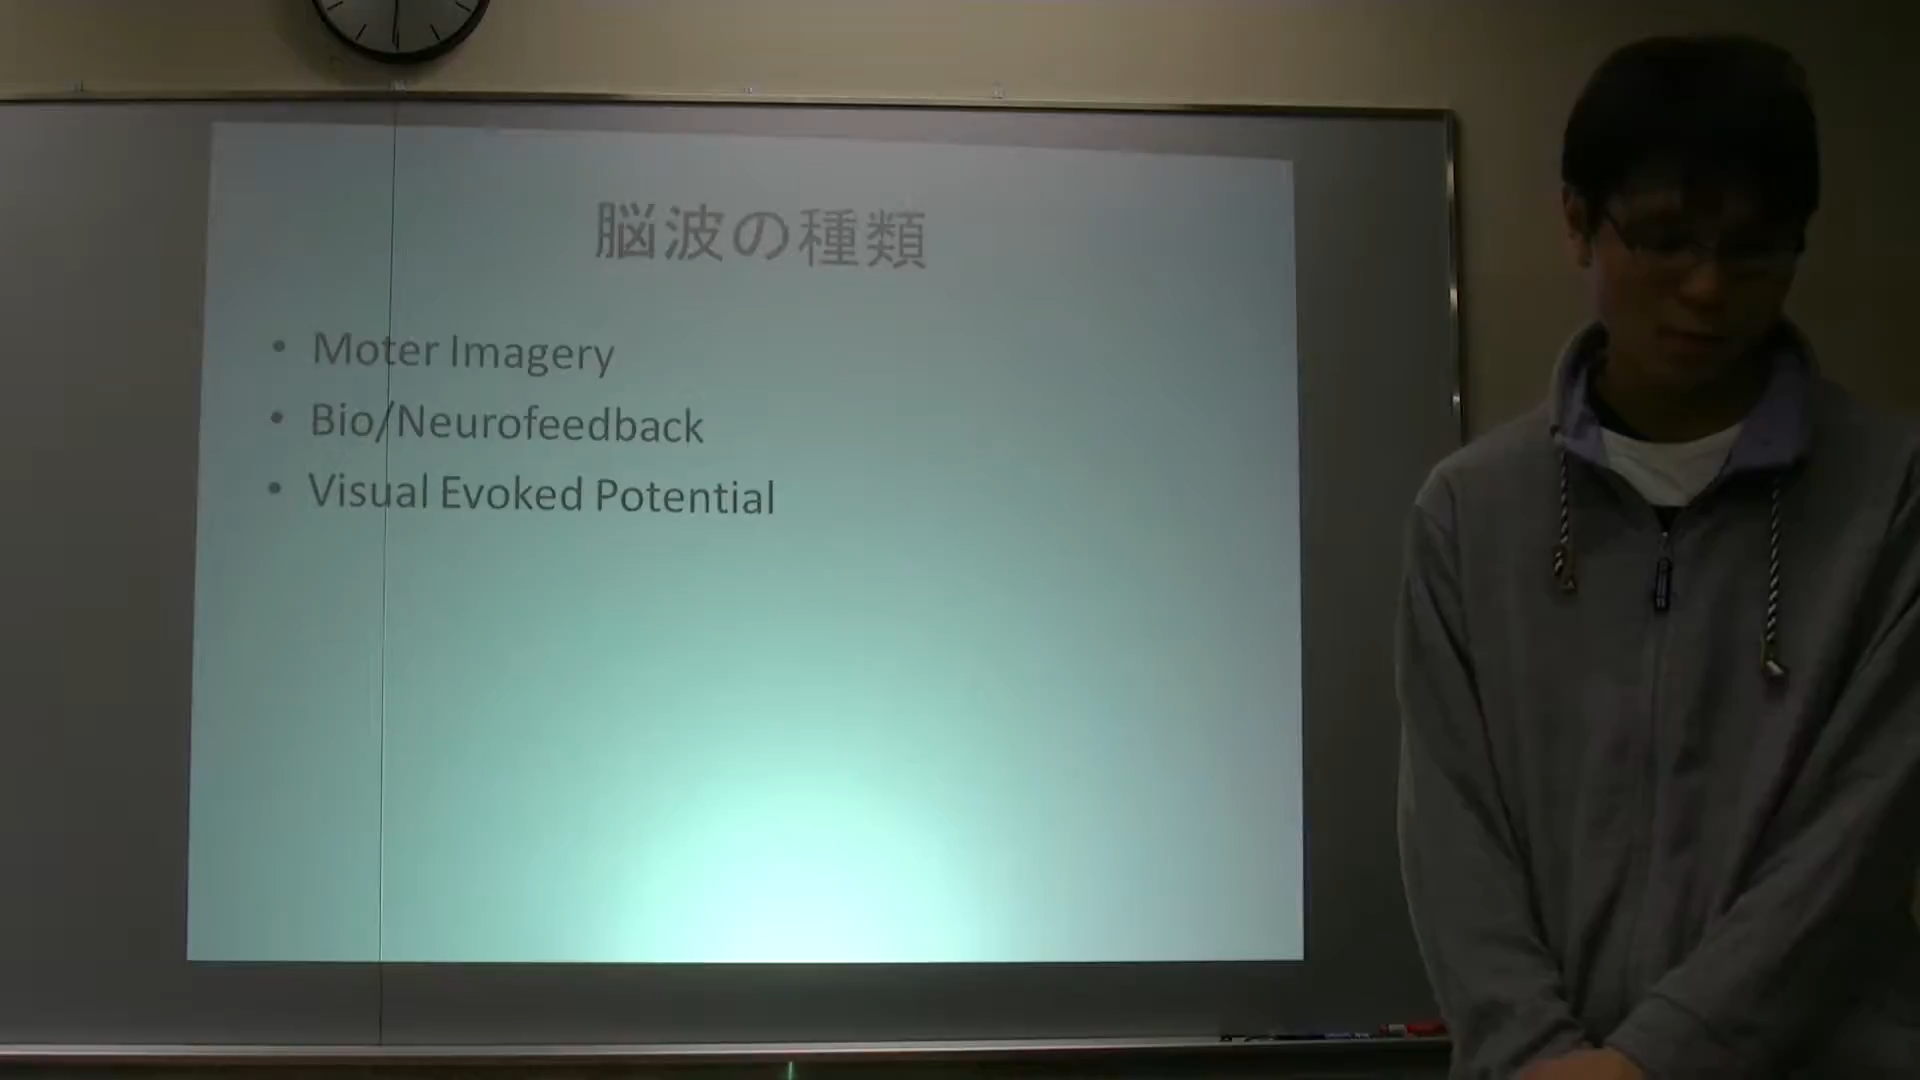 脳波の種類
• Moter Imagery
• Bio/Neurofeedback
• Visual Evoked Potential